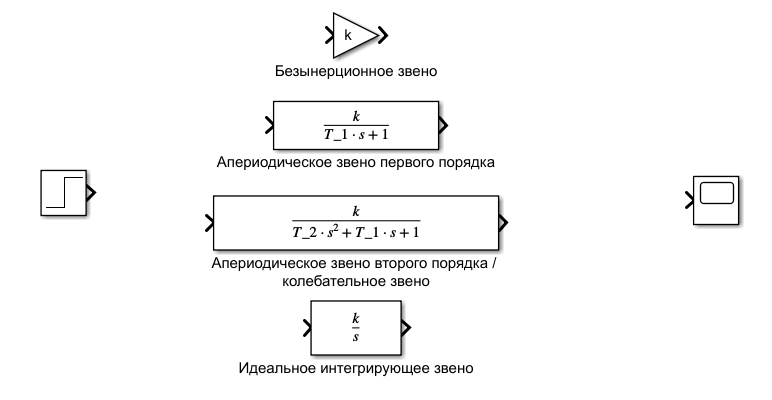 k
Безынерционное звено
k
T_1 · s + 1
Апериодическое звено первого порядка
k
T_2 · s² + T_1 · s + 1
Апериодическое звено второго порядка /
колебательное звено
k
s
Идеальное интегрирующее звено